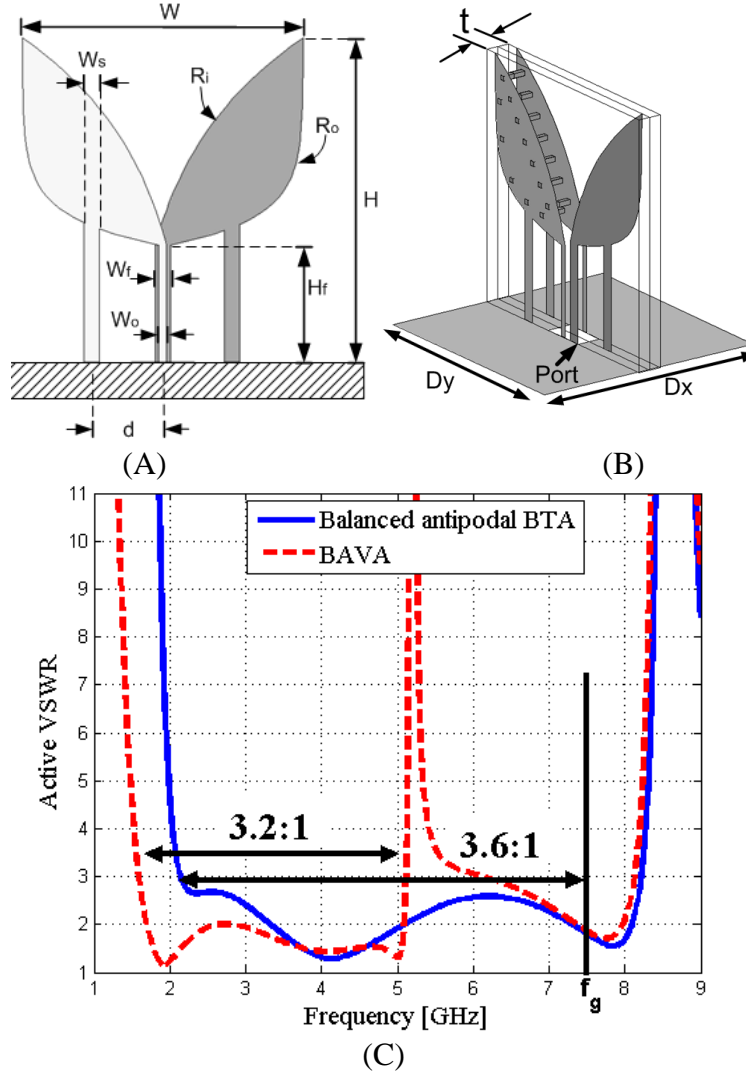 W
Ws
Ri
Ro
H
Wf
Hf
Wo
d
(A)
B)
t
Port
Dy
Dx
(B)
Balanced antipodal BTA
BAVA
3.2:1
3.6:1
Active VSWR
11
10
9
8
7
6
5
4
3
2
1
1 2 3 4 5 6 7 8 9
fg
Frequency [GHz]
(C)